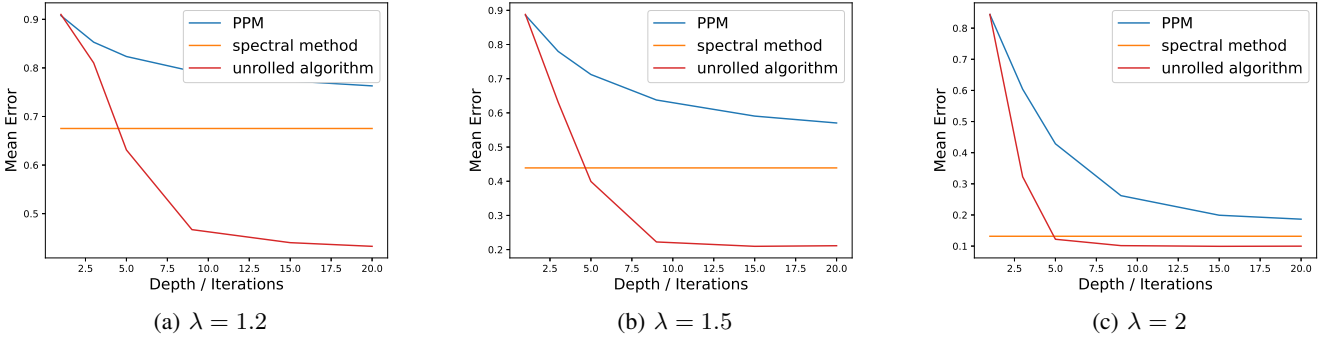 PPM
spectral method
unrolled algorithm
Mean Error
0.9
0.8
0.7
0.6
0.5
2.5 5.0 7.5 10.0 12.5 15.0 17.5 20.0
Depth / Iterations
(a) λ = 1.2
PPM
spectral method
unrolled algorithm
Mean Error
0.9
0.8
0.7
0.6
0.5
0.4
0.3
0.2
2.5 5.0 7.5 10.0 12.5 15.0 17.5 20.0
Depth / Iterations
(b) λ = 1.5
PPM
spectral method
unrolled algorithm
Mean Error
0.8
0.7
0.6
0.5
0.4
0.3
0.2
0.1
2.5 5.0 7.5 10.0 12.5 15.0 17.5 20.0
Depth / Iterations
(c) λ = 2